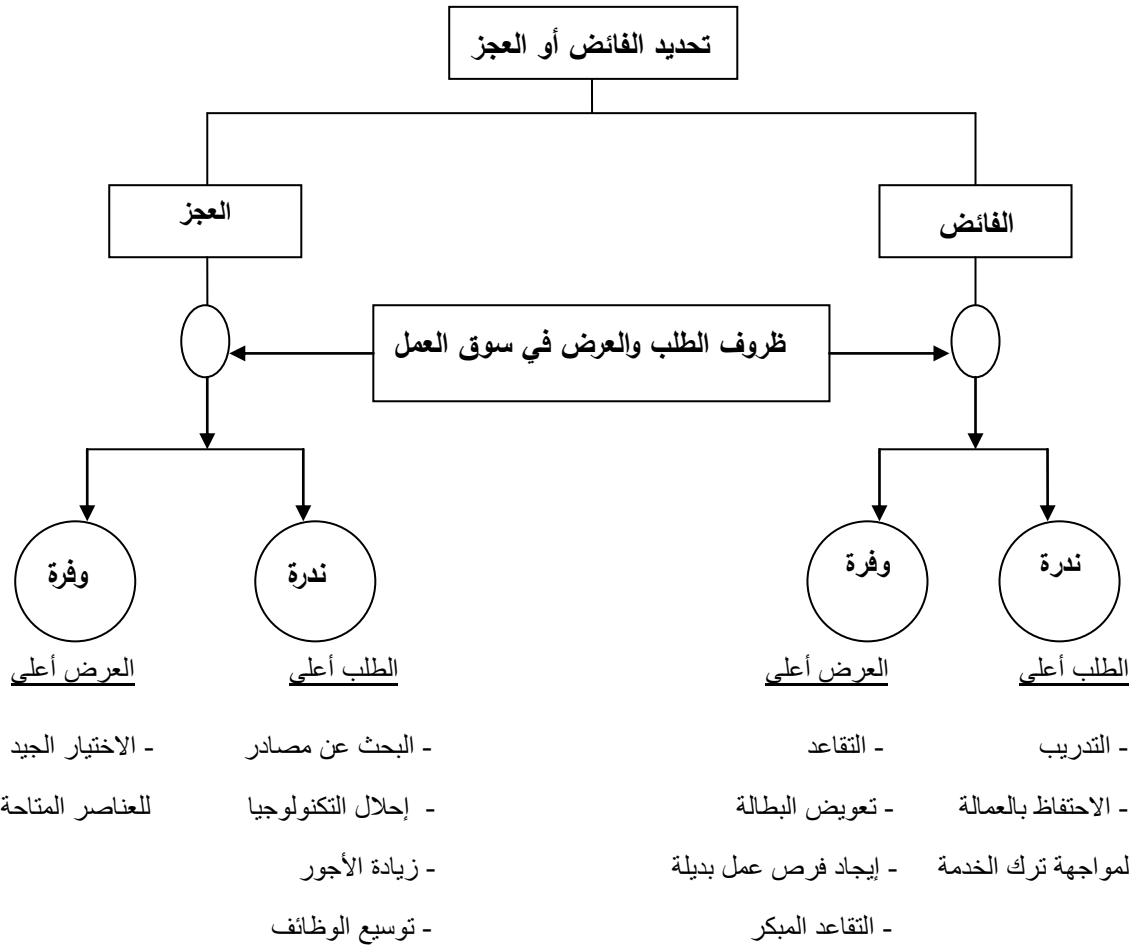 تحديد الفائض أو العجز
الفائض
العجز
ظروف الطلب والعرض في سوق العمل
ندرة
وفرة
ندرة
وفرة
الطلب أعلى
العرض أعلى
الطلب أعلى
العرض أعلى
- التدريب
- التقاعد
- البحث عن مصادر
- الاختيار الجيد
- الاحتفاظ بالعمالة
- تعويض البطالة
- إحلال التكنولوجيا
للعناصر المتاحة
لمواجهة ترك الخدمة
- إيجاد فرص عمل بديلة
- زيادة الأجور
- التقاعد المبكر
- توسيع الوظائف